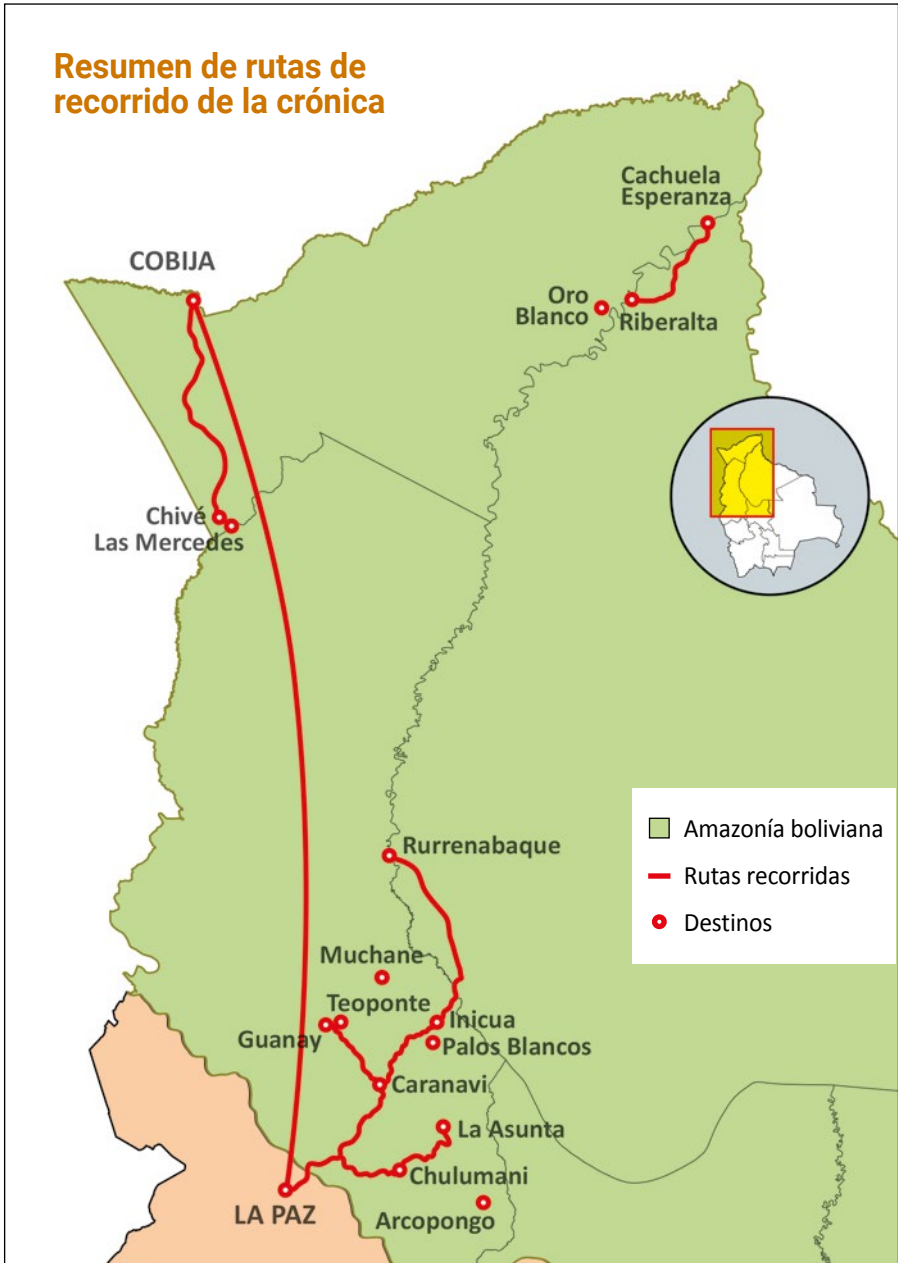 Resumen de rutas de
recorrido de la crónica
Cachuela
Esperanza
COBIJA
Oro
Blanco
Riberalta
Chivé
Las Mercedes
Amazonía boliviana
Rutas recorridas
Destinos
Rurrenabaque
Muchane
Teoponte
Guanay
Inicua
Palos Blancos
Caranavi
La Asunta
Chulumani
LA PAZ
Arcopongo